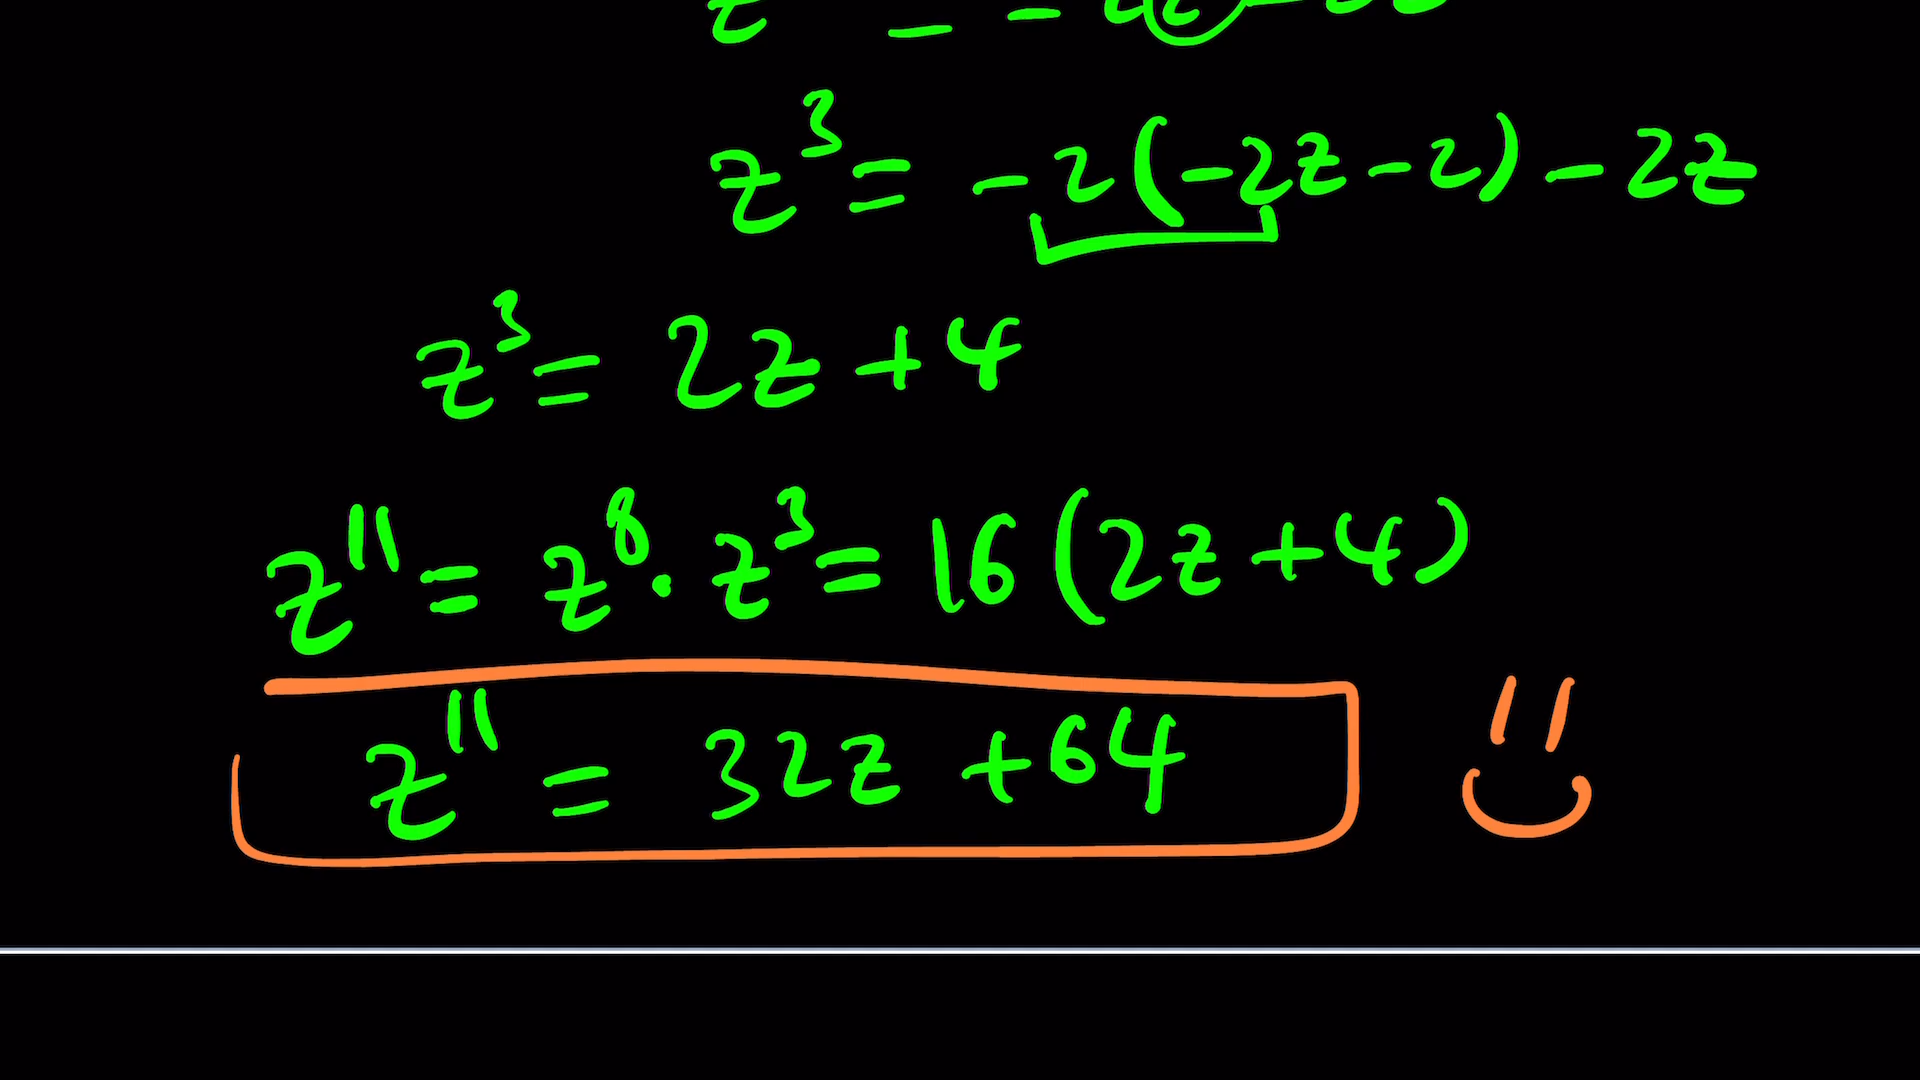 z³ = -2(-2z-2)-2z
z³ = 2z+4
z¹¹ = z⁸·z³ = 16(2z+4)
z¹¹ = 32z+64